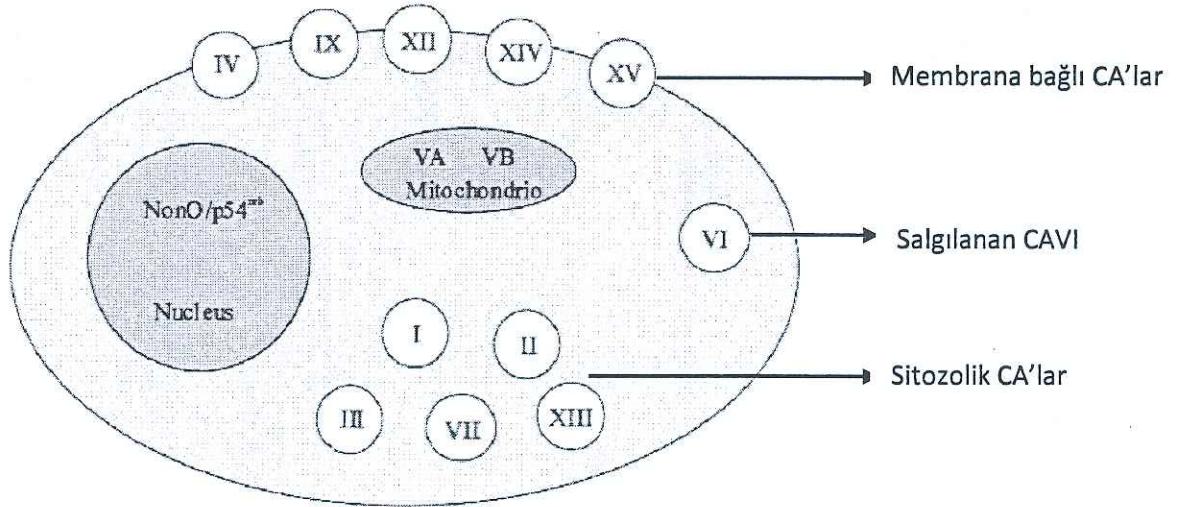 IV
IX
XII
XIV
XV
Membrana bağlı CA'lar
VA VB
Mitochondrio
NonO/p54ⁿʳᵇ
VI
Salgılanan CAVI
Nucleus
I
II
Sitozolik CA'lar
III
VII
XIII